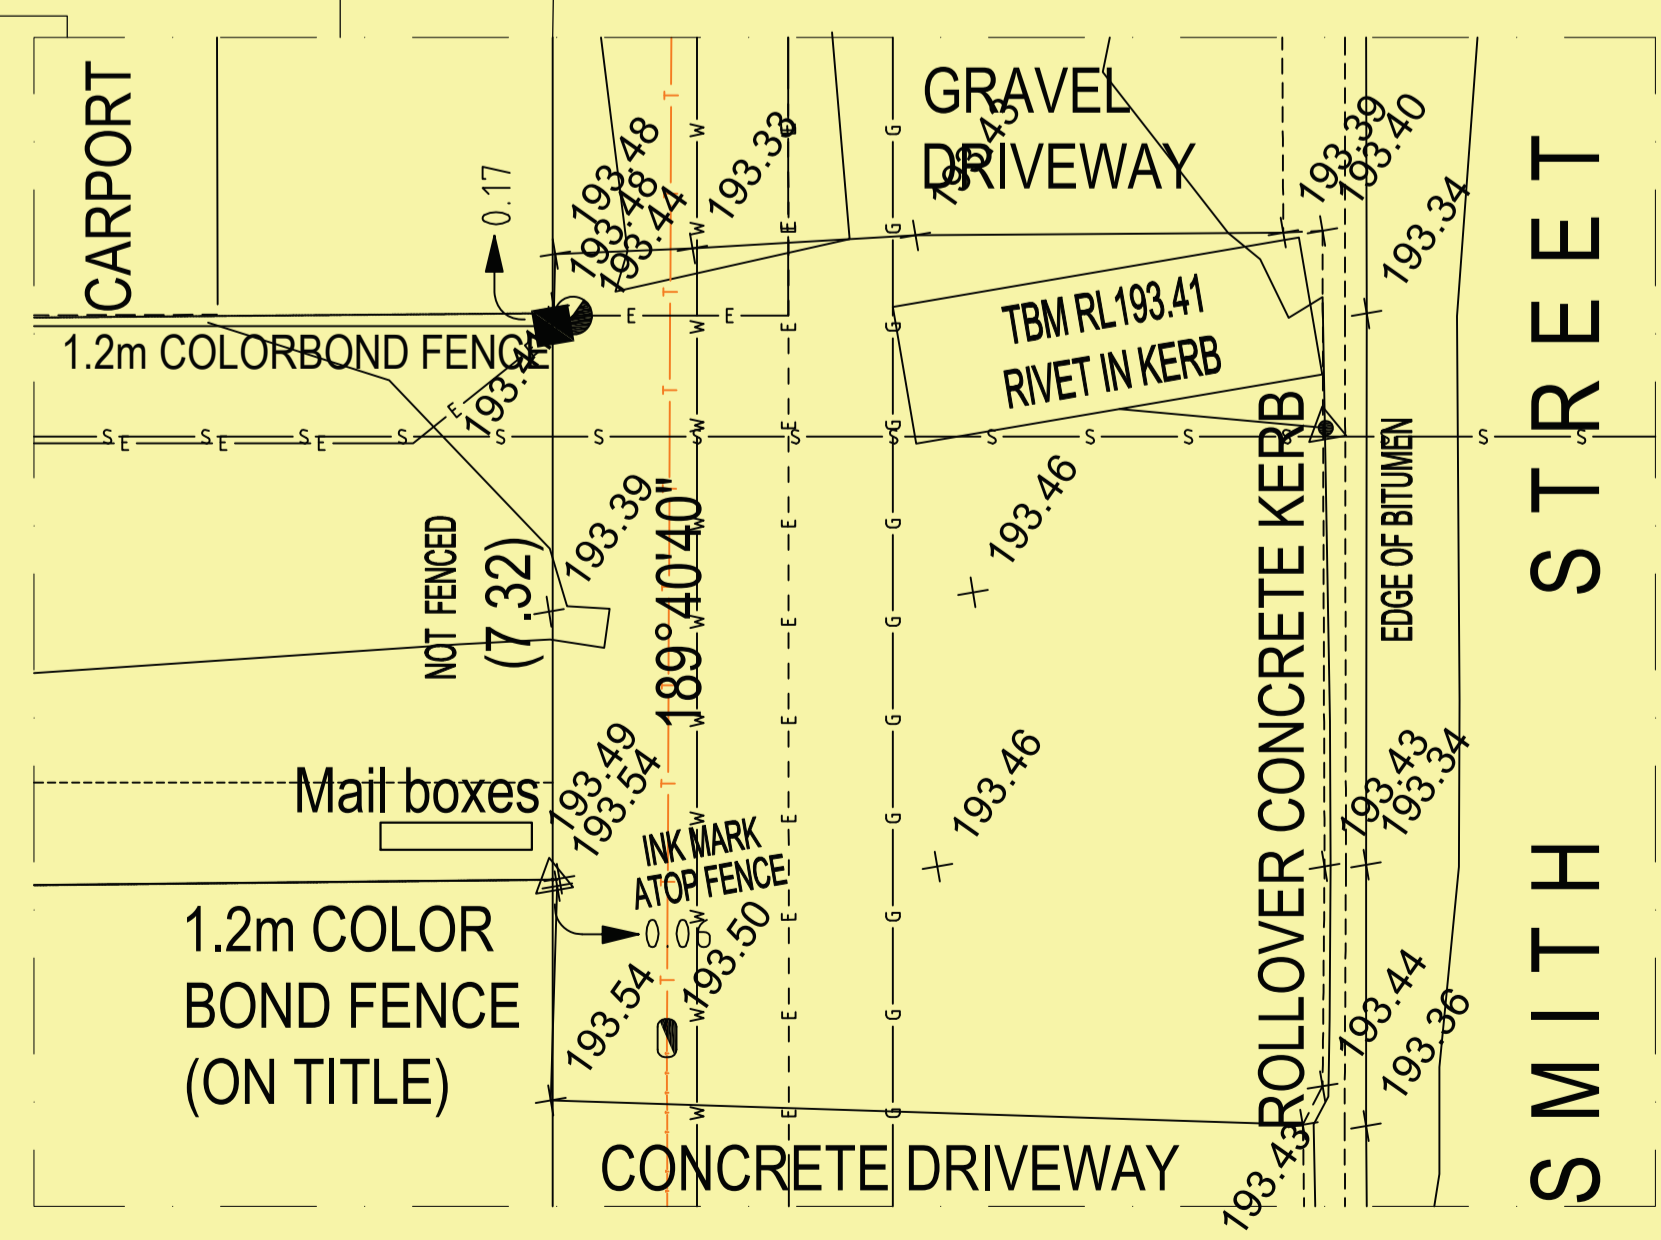 CARPORT
GRAVEL
DRIVEWAY
193.48
193.48
193.44
193.33
193.43
193.39
193.40
193.34
0.17
1.2m COLORBOND FENCE
TBM RL193.41
RIVET IN KERB
193.39
193.46
NOT FENCED
(7.32)
189°40'40"
ROLLOVER CONCRETE KERB
EDGE OF BITUMEN
SMITH STREET
193.49
193.54
193.46
193.43
193.34
Mail boxes
INK MARK
ATOP FENCE
1.2m COLOR
BOND FENCE
(ON TITLE)
193.50
193.54
193.44
193.36
CONCRETE DRIVEWAY
193.43
E E
E
S E S E S E S S S S S S S S S S S S
T T T T T T T T
W W W W W W W W W W W
E E E E E E E E E E E
G G G G G G G G G G G